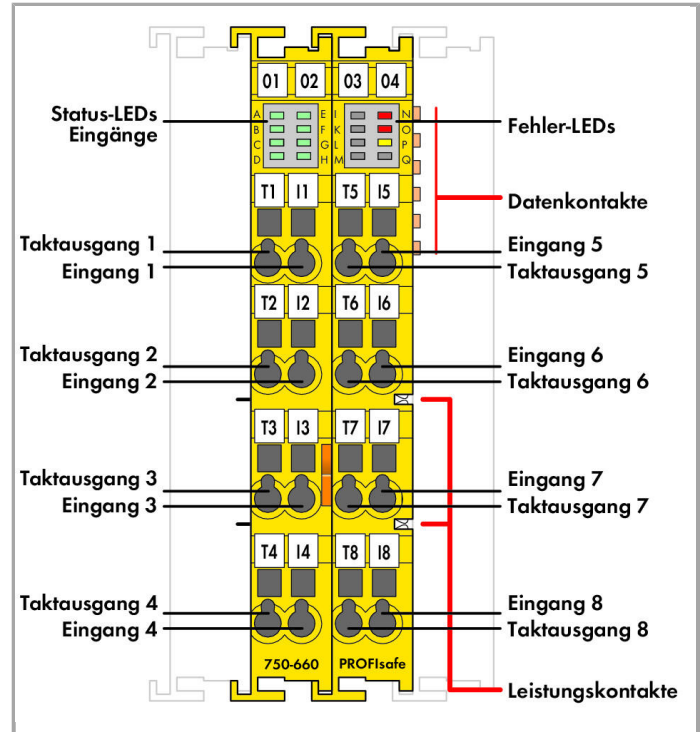 01 02 03 04
Status-LEDs
Eingänge
A E I N
B F K O
C G L P
D H M Q
Fehler-LEDs
Datenkontakte
T1 I1 T5 I5
Taktausgang 1
Eingang 1
Eingang 5
Taktausgang 5
T2 I2 T6 I6
Taktausgang 2
Eingang 2
Eingang 6
Taktausgang 6
T3 I3 T7 I7
Taktausgang 3
Eingang 3
Eingang 7
Taktausgang 7
T4 I4 T8 I8
Taktausgang 4
Eingang 4
Eingang 8
Taktausgang 8
750-660 PROFIsafe
Leistungskontakte